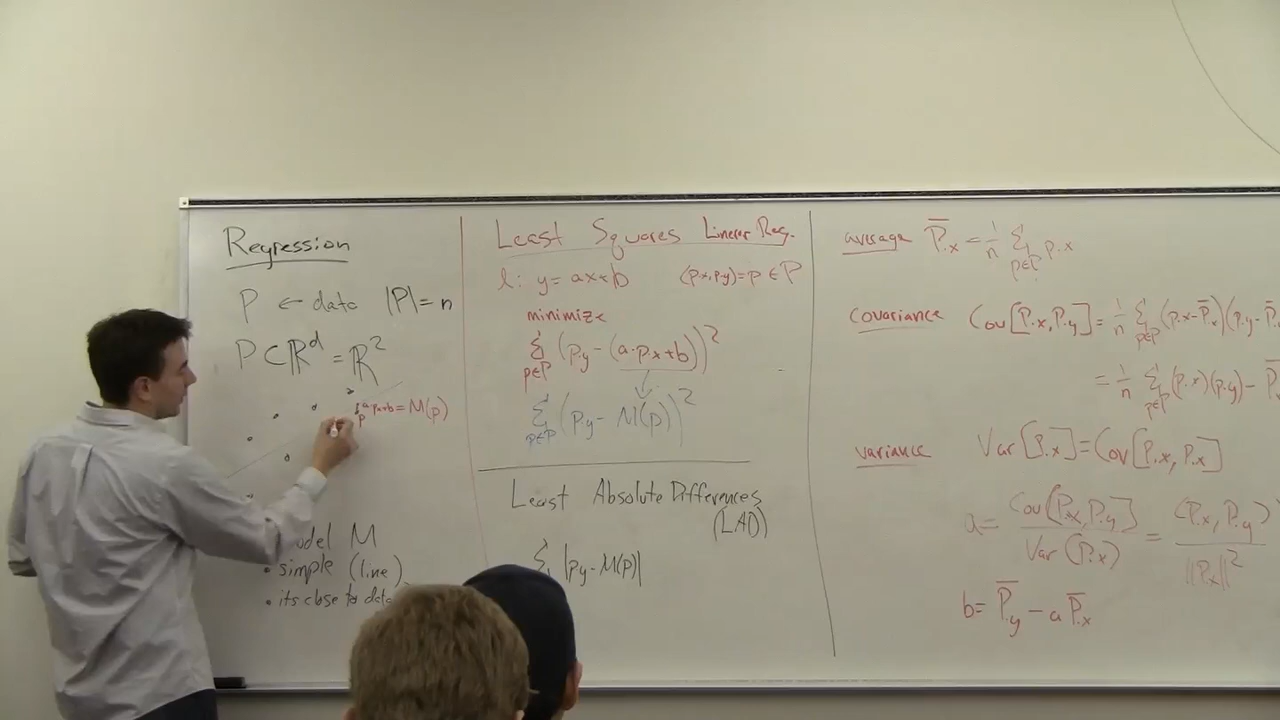 Regression
P ← data |P| = n
P ⊂ ℝ^d = ℝ^2
a·p.x+b = M(p)
p
model M
• simple (line)
• its close to data
Least Squares Linear Reg.
l: y = ax+b (p.x, p.y) = p ∈ P
minimize
Σ_{p∈P} (p.y - (a·p.x+b))^2
Σ_{p∈P} (p.y - M(p))^2
Least Absolute Differences
(LAD)
Σ |p.y - M(p)|
average P̄.x = 1/n Σ_{p∈P} p.x
Covariance Cov[P.x, P.y] = 1/n Σ_{p∈P} (p.x - P̄.x)(p.y - P̄.
= 1/n Σ_{p∈P} (p.x)(p.y) - P̄
variance Var[P.x] = Cov[P.x, P.x]
a = Cov[P.x, P.y] / Var(P.x) = ⟨P.x, P.y⟩ / ||P.x||^2
b = P̄.y - a P̄.x